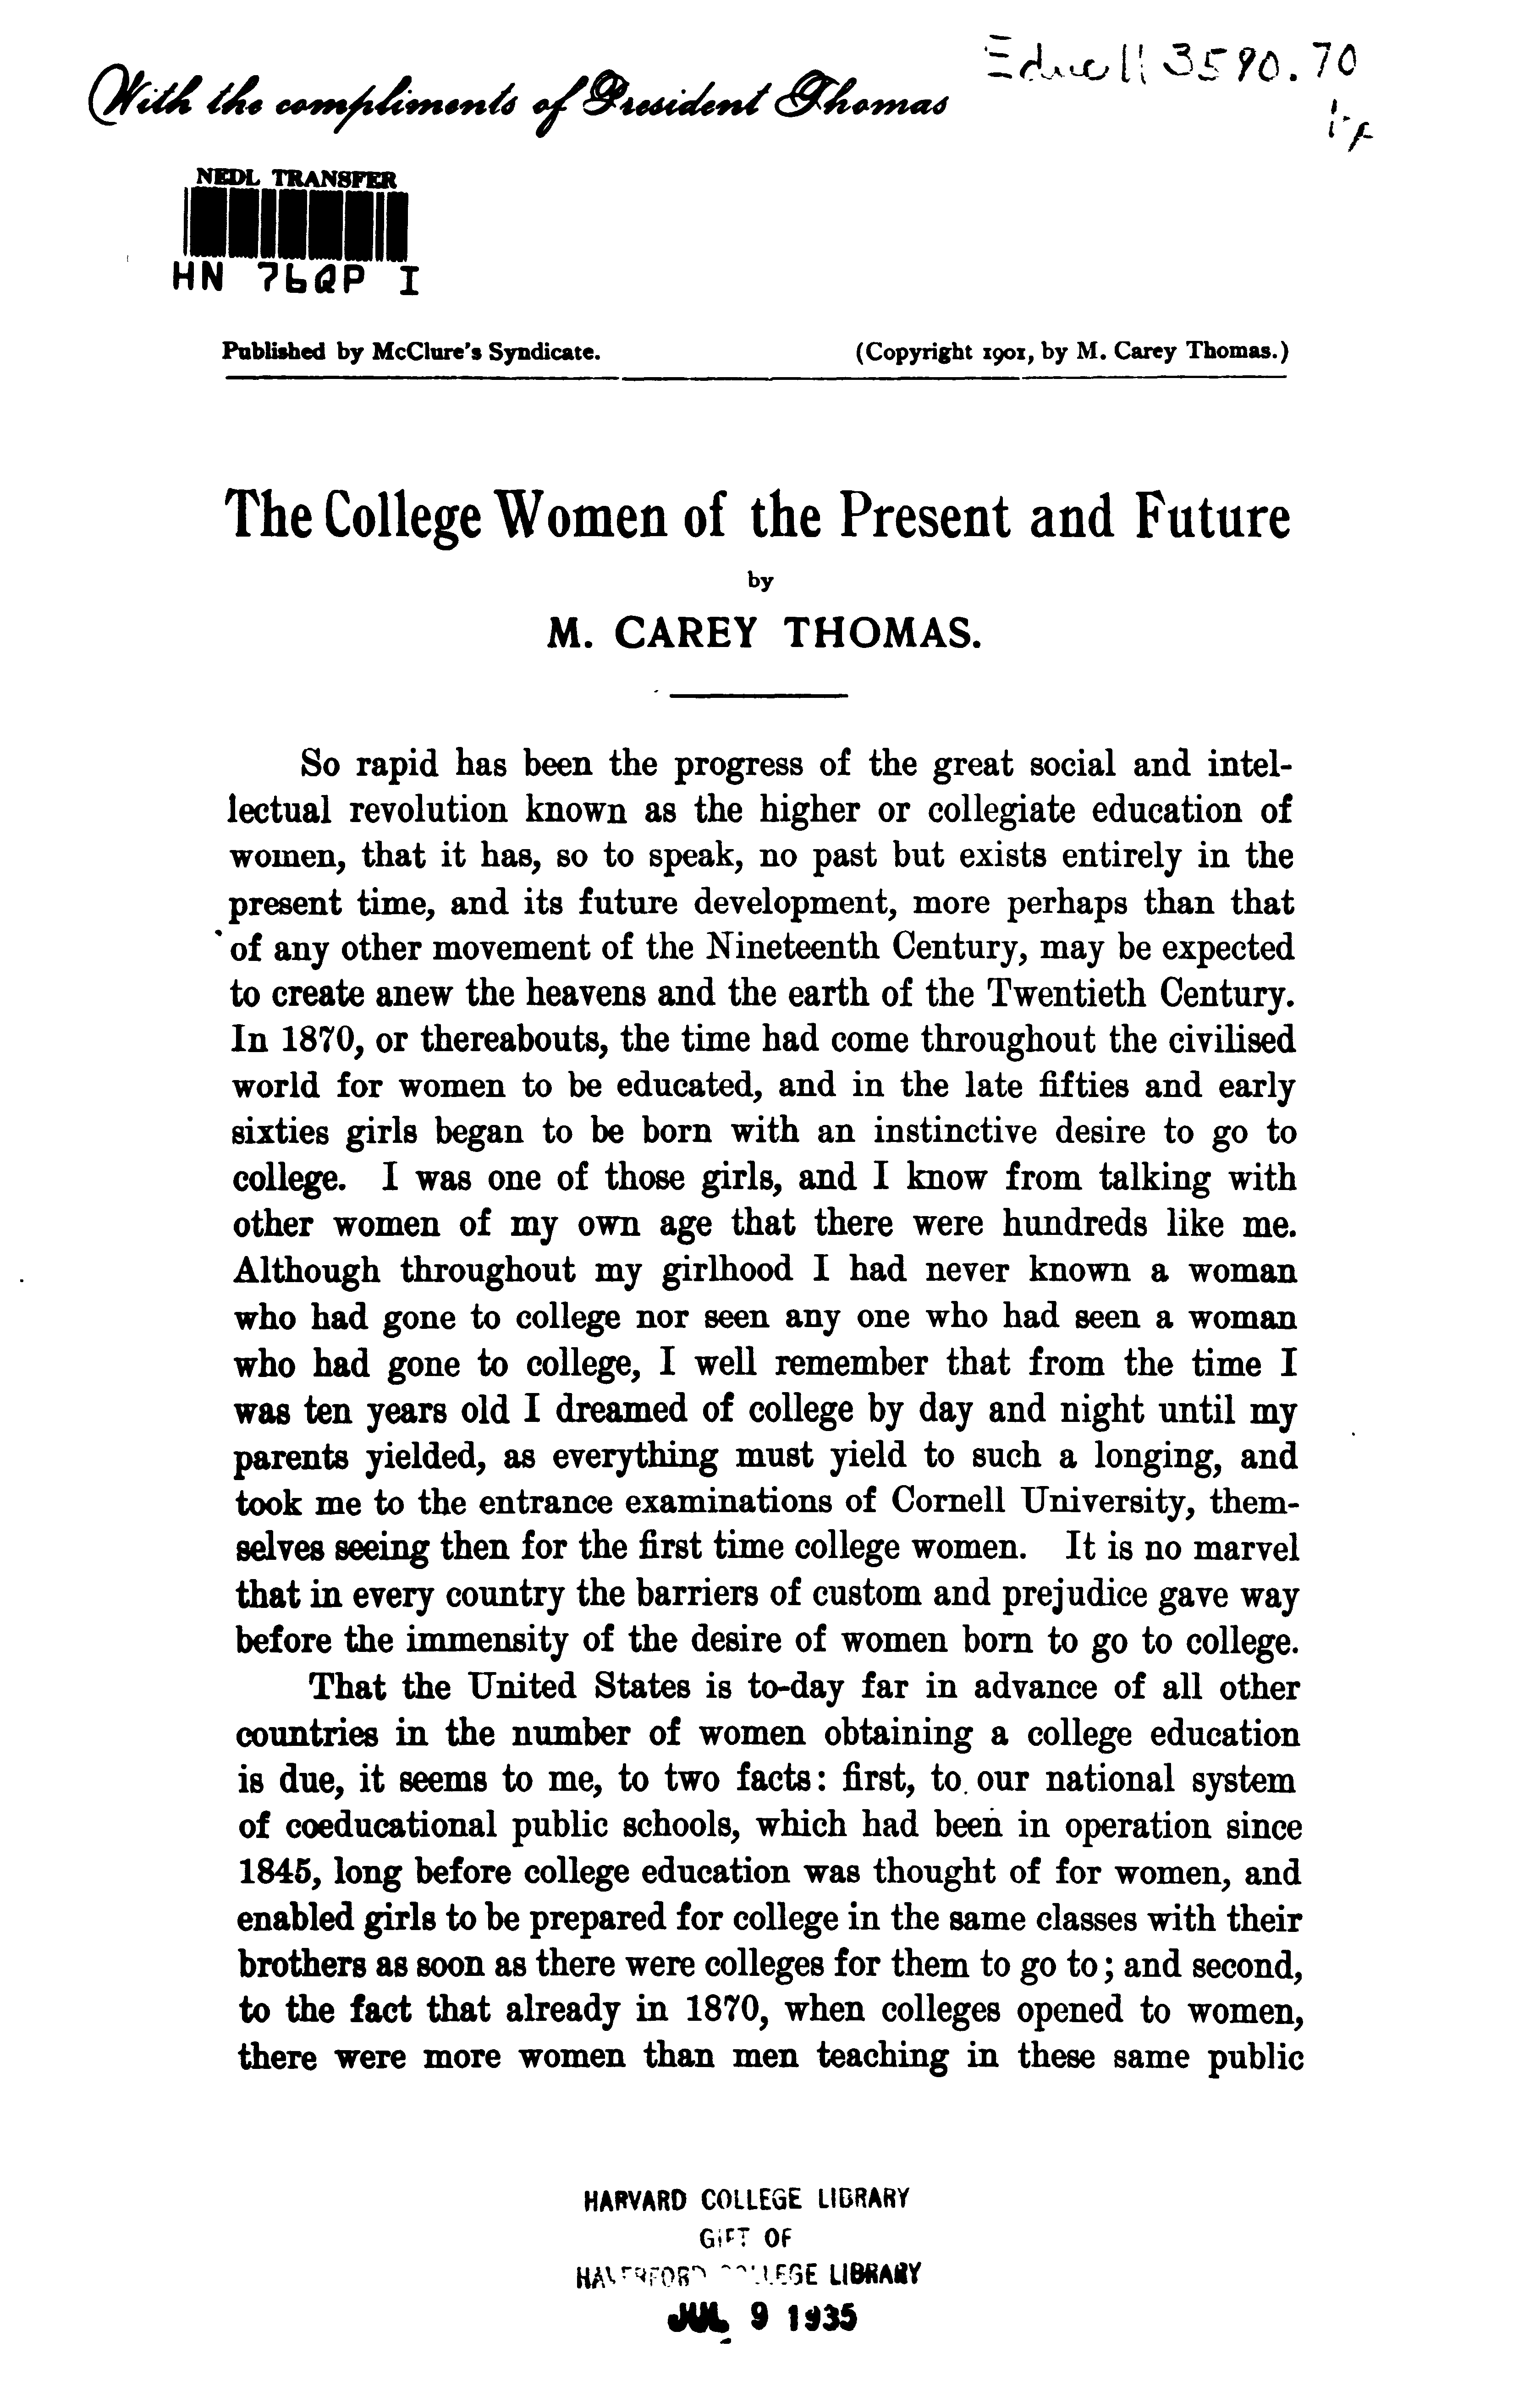 With the compliments of President Thomas
Educ 3590.70
NEDL TRANSFER
HN 76QP I
Published by McClure's Syndicate. (Copyright 1901, by M. Carey Thomas.)
The College Women of the Present and Future
by
M. CAREY THOMAS.
So rapid has been the progress of the great social and intel-
lectual revolution known as the higher or collegiate education of
women, that it has, so to speak, no past but exists entirely in the
present time, and its future development, more perhaps than that
of any other movement of the Nineteenth Century, may be expected
to create anew the heavens and the earth of the Twentieth Century.
In 1870, or thereabouts, the time had come throughout the civilised
world for women to be educated, and in the late fifties and early
sixties girls began to be born with an instinctive desire to go to
college. I was one of those girls, and I know from talking with
other women of my own age that there were hundreds like me.
Although throughout my girlhood I had never known a woman
who had gone to college nor seen any one who had seen a woman
who had gone to college, I well remember that from the time I
was ten years old I dreamed of college by day and night until my
parents yielded, as everything must yield to such a longing, and
took me to the entrance examinations of Cornell University, them-
selves seeing then for the first time college women. It is no marvel
that in every country the barriers of custom and prejudice gave way
before the immensity of the desire of women born to go to college.
That the United States is to-day far in advance of all other
countries in the number of women obtaining a college education
is due, it seems to me, to two facts: first, to our national system
of coeducational public schools, which had been in operation since
1845, long before college education was thought of for women, and
enabled girls to be prepared for college in the same classes with their
brothers as soon as there were colleges for them to go to; and second,
to the fact that already in 1870, when colleges opened to women,
there were more women than men teaching in these same public
HARVARD COLLEGE LIBRARY
GIFT OF
HAVERFORD COLLEGE LIBRARY
JUL 9 1935